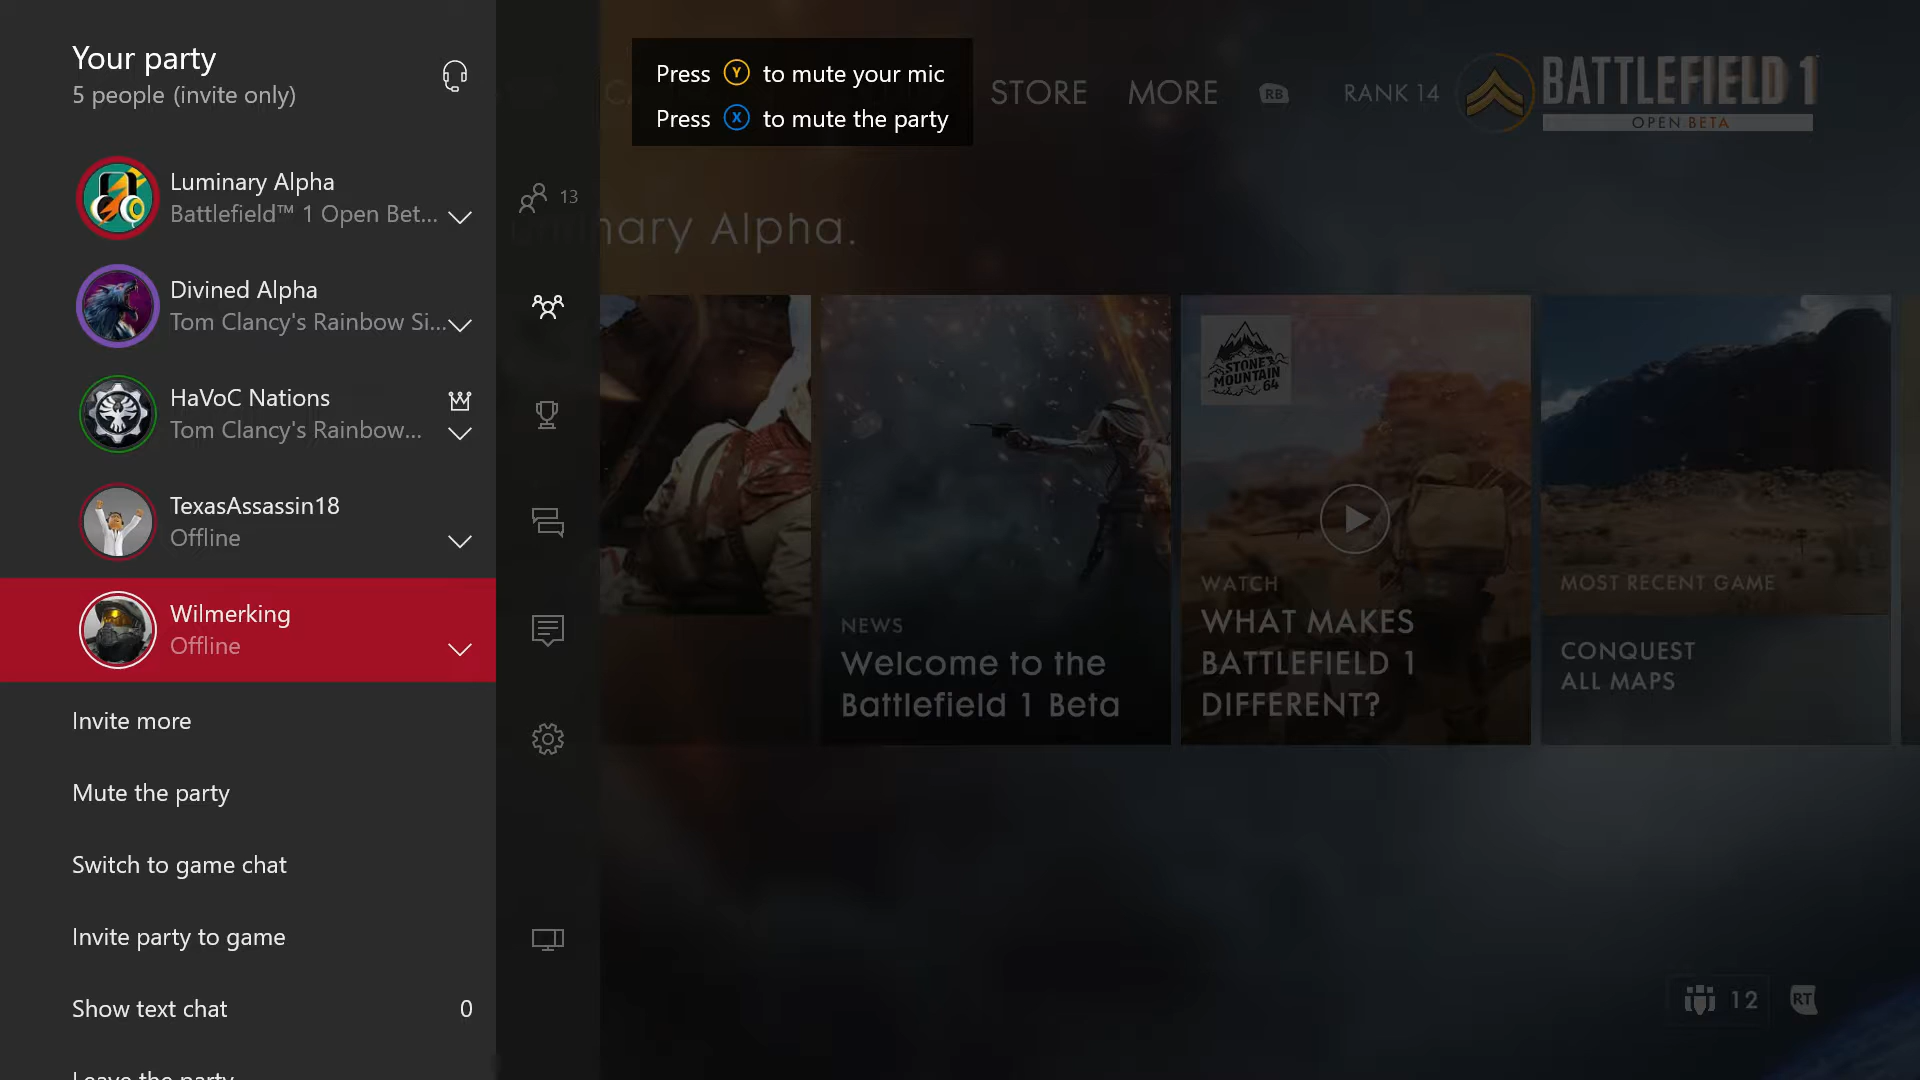 Your party
5 people (invite only)
Luminary Alpha
Battlefield™ 1 Open Bet...
Divined Alpha
Tom Clancy's Rainbow Si...
HaVoC Nations
Tom Clancy's Rainbow...
TexasAssassin18
Offline
Wilmerking
Offline
Invite more
Mute the party
Switch to game chat
Invite party to game
Show text chat 0
Leave the party
13
Press Y to mute your mic
Press X to mute the party
STORE MORE RB RANK 14
BATTLEFIELD 1
OPEN BETA
Luminary Alpha.
NEWS
Welcome to the
Battlefield 1 Beta
STONE
MOUNTAIN
64
WATCH
WHAT MAKES
BATTLEFIELD 1
DIFFERENT?
MOST RECENT GAME
CONQUEST
ALL MAPS
12 RT